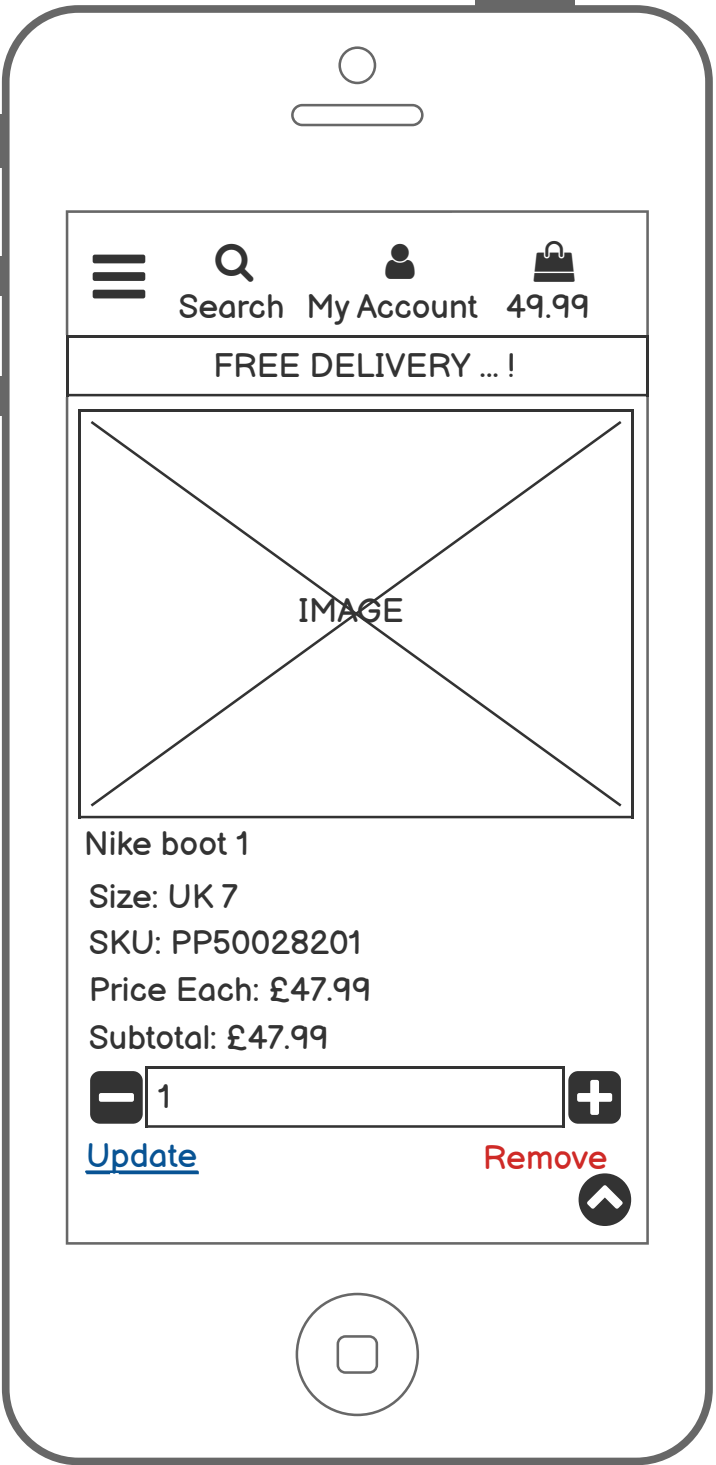 Search My Account 49.99
FREE DELIVERY ... !
IMAGE
Nike boot 1
Size: UK 7
SKU: PP50028201
Price Each: £47.99
Subtotal: £47.99
1
Update Remove